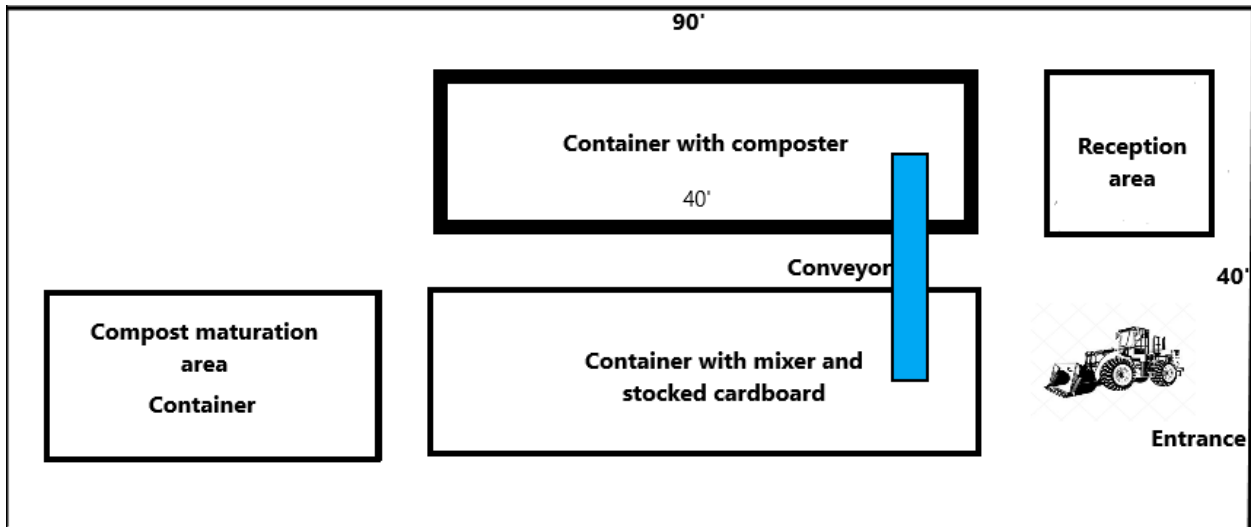 90'
Container with composter
40'
Reception
area
Conveyor
40'
Compost maturation
area
Container
Container with mixer and
stocked cardboard
Entrance